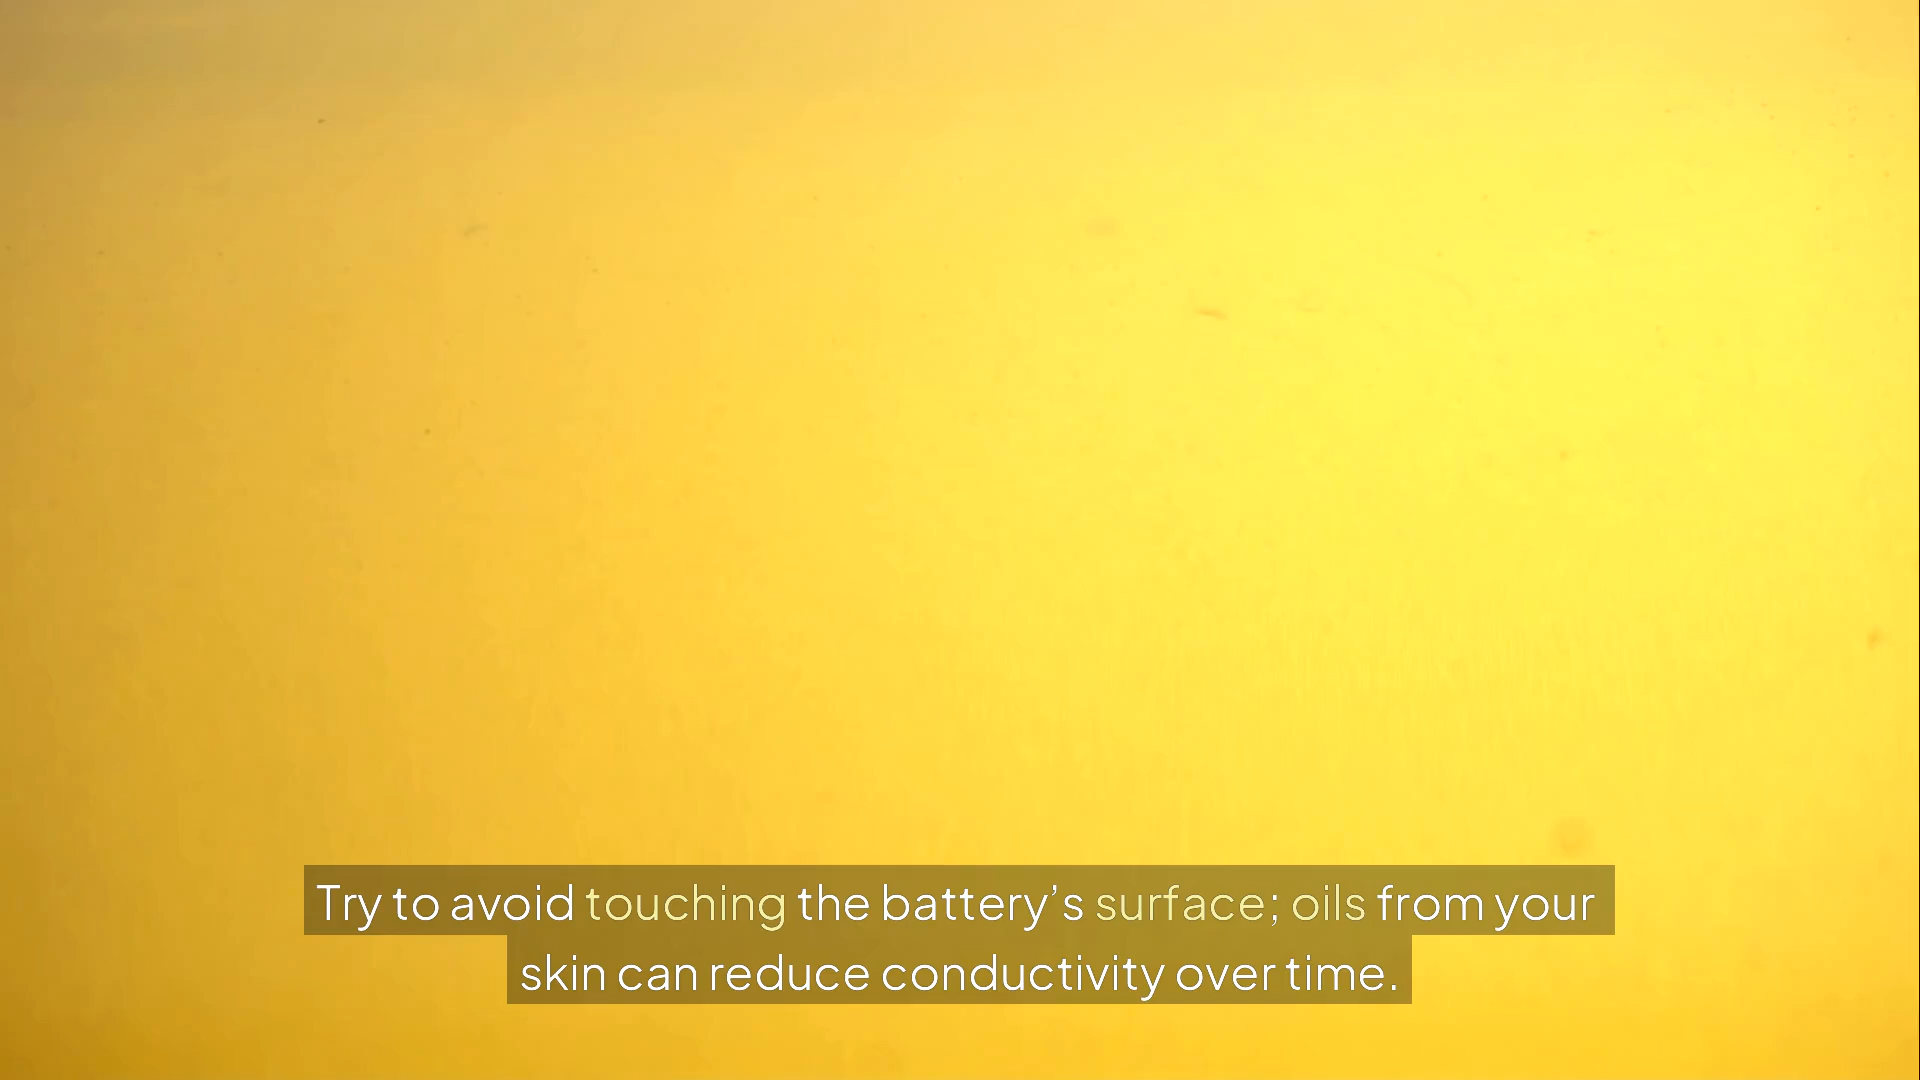 Try to avoid touching the battery’s surface; oils from your
skin can reduce conductivity over time.